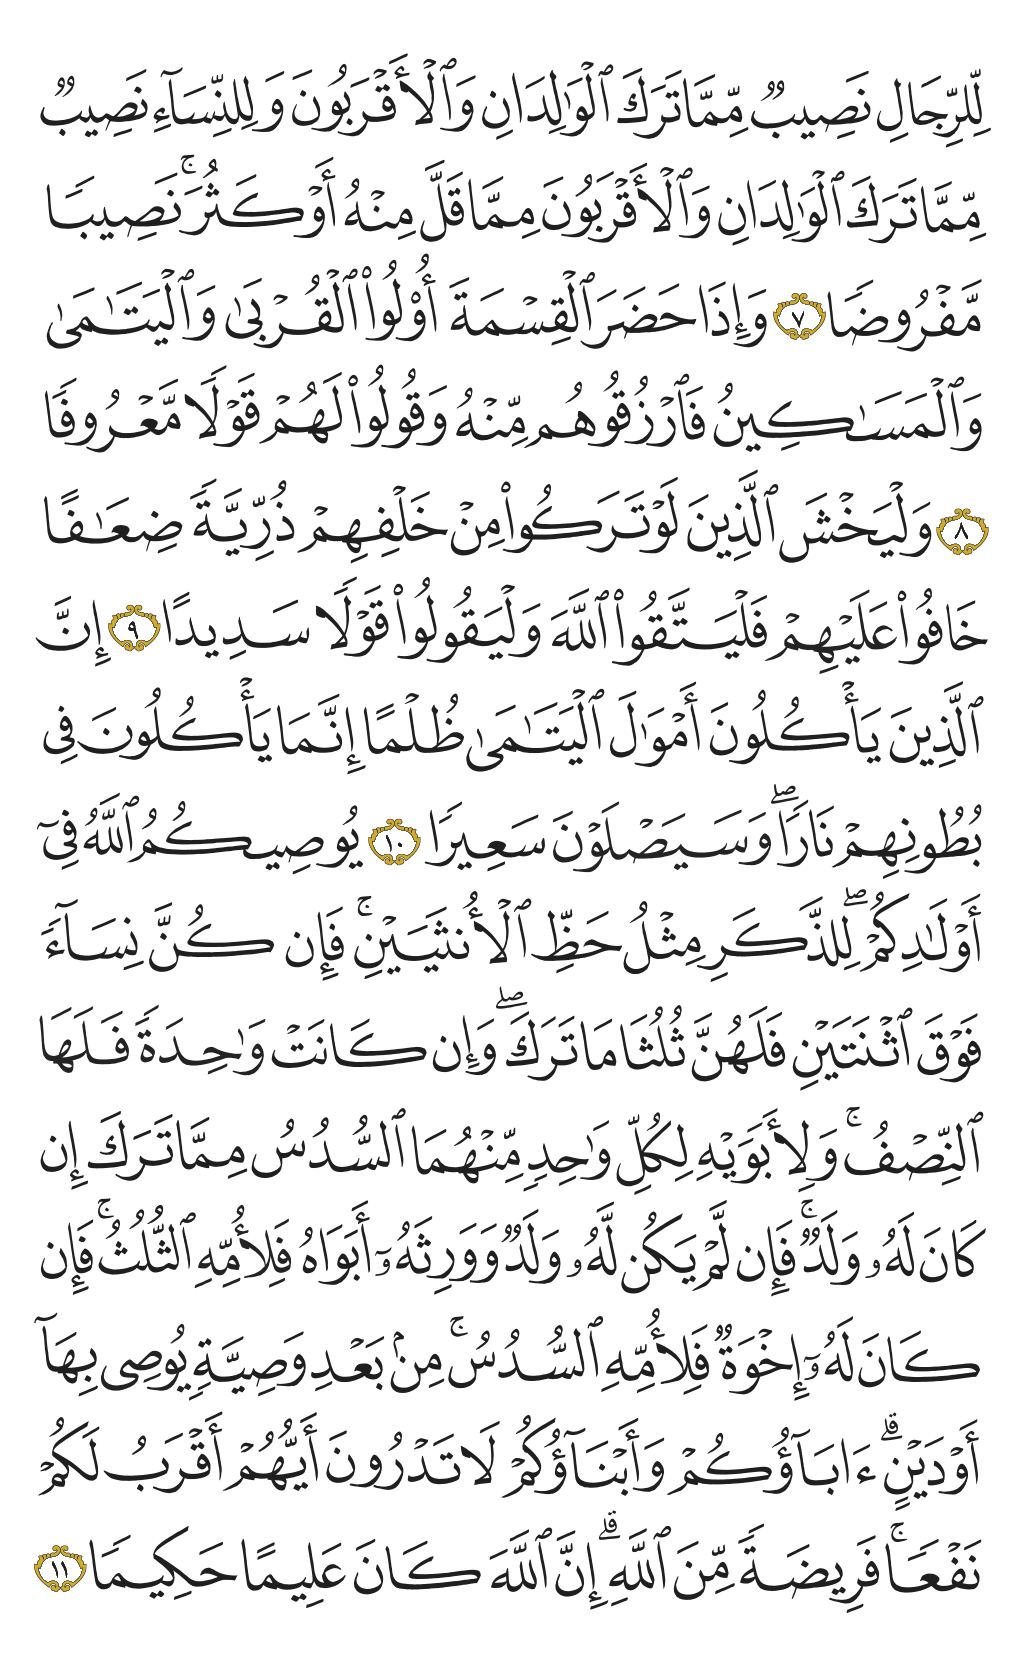 لِّلرِّجَالِ نَصِيبٌ مِّمَّا تَرَكَ ٱلْوَٰلِدَانِ وَٱلْأَقْرَبُونَ وَلِلنِّسَآءِ نَصِيبٌ
مِّمَّا تَرَكَ ٱلْوَٰلِدَانِ وَٱلْأَقْرَبُونَ مِمَّا قَلَّ مِنْهُ أَوْ كَثُرَ ۚ نَصِيبًا
مَّفْرُوضًا ٧ وَإِذَا حَضَرَ ٱلْقِسْمَةَ أُو۟لُوا۟ ٱلْقُرْبَىٰ وَٱلْيَتَٰمَىٰ
وَٱلْمَسَٰكِينُ فَٱرْزُقُوهُم مِّنْهُ وَقُولُوا۟ لَهُمْ قَوْلًا مَّعْرُوفًا
٨ وَلْيَخْشَ ٱلَّذِينَ لَوْ تَرَكُوا۟ مِنْ خَلْفِهِمْ ذُرِّيَّةً ضِعَٰفًا
خَافُوا۟ عَلَيْهِمْ فَلْيَتَّقُوا۟ ٱللَّهَ وَلْيَقُولُوا۟ قَوْلًا سَدِيدًا ٩ إِنَّ
ٱلَّذِينَ يَأْكُلُونَ أَمْوَٰلَ ٱلْيَتَٰمَىٰ ظُلْمًا إِنَّمَا يَأْكُلُونَ فِى
بُطُونِهِمْ نَارًا ۖ وَسَيَصْلَوْنَ سَعِيرًا ١٠ يُوصِيكُمُ ٱللَّهُ فِىٓ
أَوْلَٰدِكُمْ ۖ لِلذَّكَرِ مِثْلُ حَظِّ ٱلْأُنثَيَيْنِ ۚ فَإِن كُنَّ نِسَآءً
فَوْقَ ٱثْنَتَيْنِ فَلَهُنَّ ثُلُثَا مَا تَرَكَ ۖ وَإِن كَانَتْ وَٰحِدَةً فَلَهَا
ٱلنِّصْفُ ۚ وَلِأَبَوَيْهِ لِكُلِّ وَٰحِدٍ مِّنْهُمَا ٱلسُّدُسُ مِمَّا تَرَكَ إِن
كَانَ لَهُۥ وَلَدٌ ۚ فَإِن لَّمْ يَكُن لَّهُۥ وَلَدٌ وَوَرِثَهُۥٓ أَبَوَاهُ فَلِأُمِّهِ ٱلثُّلُثُ ۚ فَإِن
كَانَ لَهُۥٓ إِخْوَةٌ فَلِأُمِّهِ ٱلسُّدُسُ ۚ مِنۢ بَعْدِ وَصِيَّةٍ يُوصِى بِهَآ
أَوْ دَيْنٍ ۗ ءَابَآؤُكُمْ وَأَبْنَآؤُكُمْ لَا تَدْرُونَ أَيُّهُمْ أَقْرَبُ لَكُمْ
نَفْعًا ۚ فَرِيضَةً مِّنَ ٱللَّهِ ۗ إِنَّ ٱللَّهَ كَانَ عَلِيمًا حَكِيمًا ١١